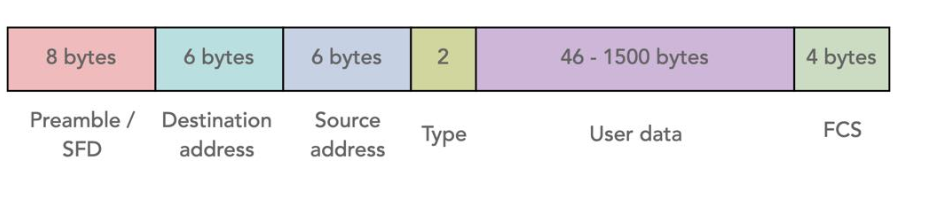 8 bytes
6 bytes
6 bytes
2
46 - 1500 bytes
4 bytes
Preamble /
SFD
Destination
address
Source
address
Type
User data
FCS